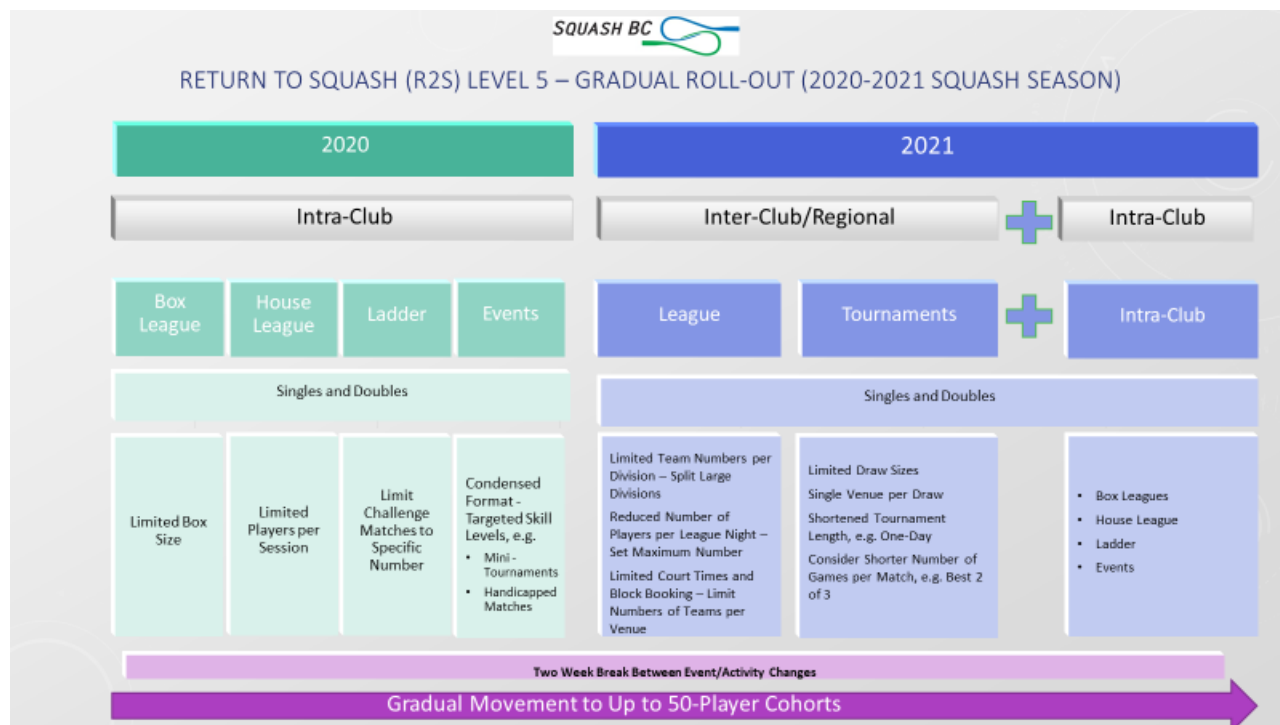 SQUASH BC
RETURN TO SQUASH (R2S) LEVEL 5 – GRADUAL ROLL-OUT (2020-2021 SQUASH SEASON)
2020
2021
Intra-Club
Inter-Club/Regional
Intra-Club
Box
League
House
League
Ladder
Events
League
Tournaments
Intra-Club
Singles and Doubles
Singles and Doubles
Limited Box
Size
Limited
Players per
Session
Limit
Challenge
Matches to
Specific
Number
Condensed
Format -
Targeted Skill
Levels, e.g.
• Mini -
Tournaments
• Handicapped
Matches
Limited Team Numbers per
Division – Split Large
Divisions
Reduced Number of
Players per League Night –
Set Maximum Number
Limited Court Times and
Block Booking – Limit
Numbers of Teams per
Venue
Limited Draw Sizes
Single Venue per Draw
Shortened Tournament
Length, e.g. One-Day
Consider Shorter Number of
Games per Match, e.g. Best 2
of 3
• Box Leagues
• House League
• Ladder
• Events
Two Week Break Between Event/Activity Changes
Gradual Movement to Up to 50-Player Cohorts